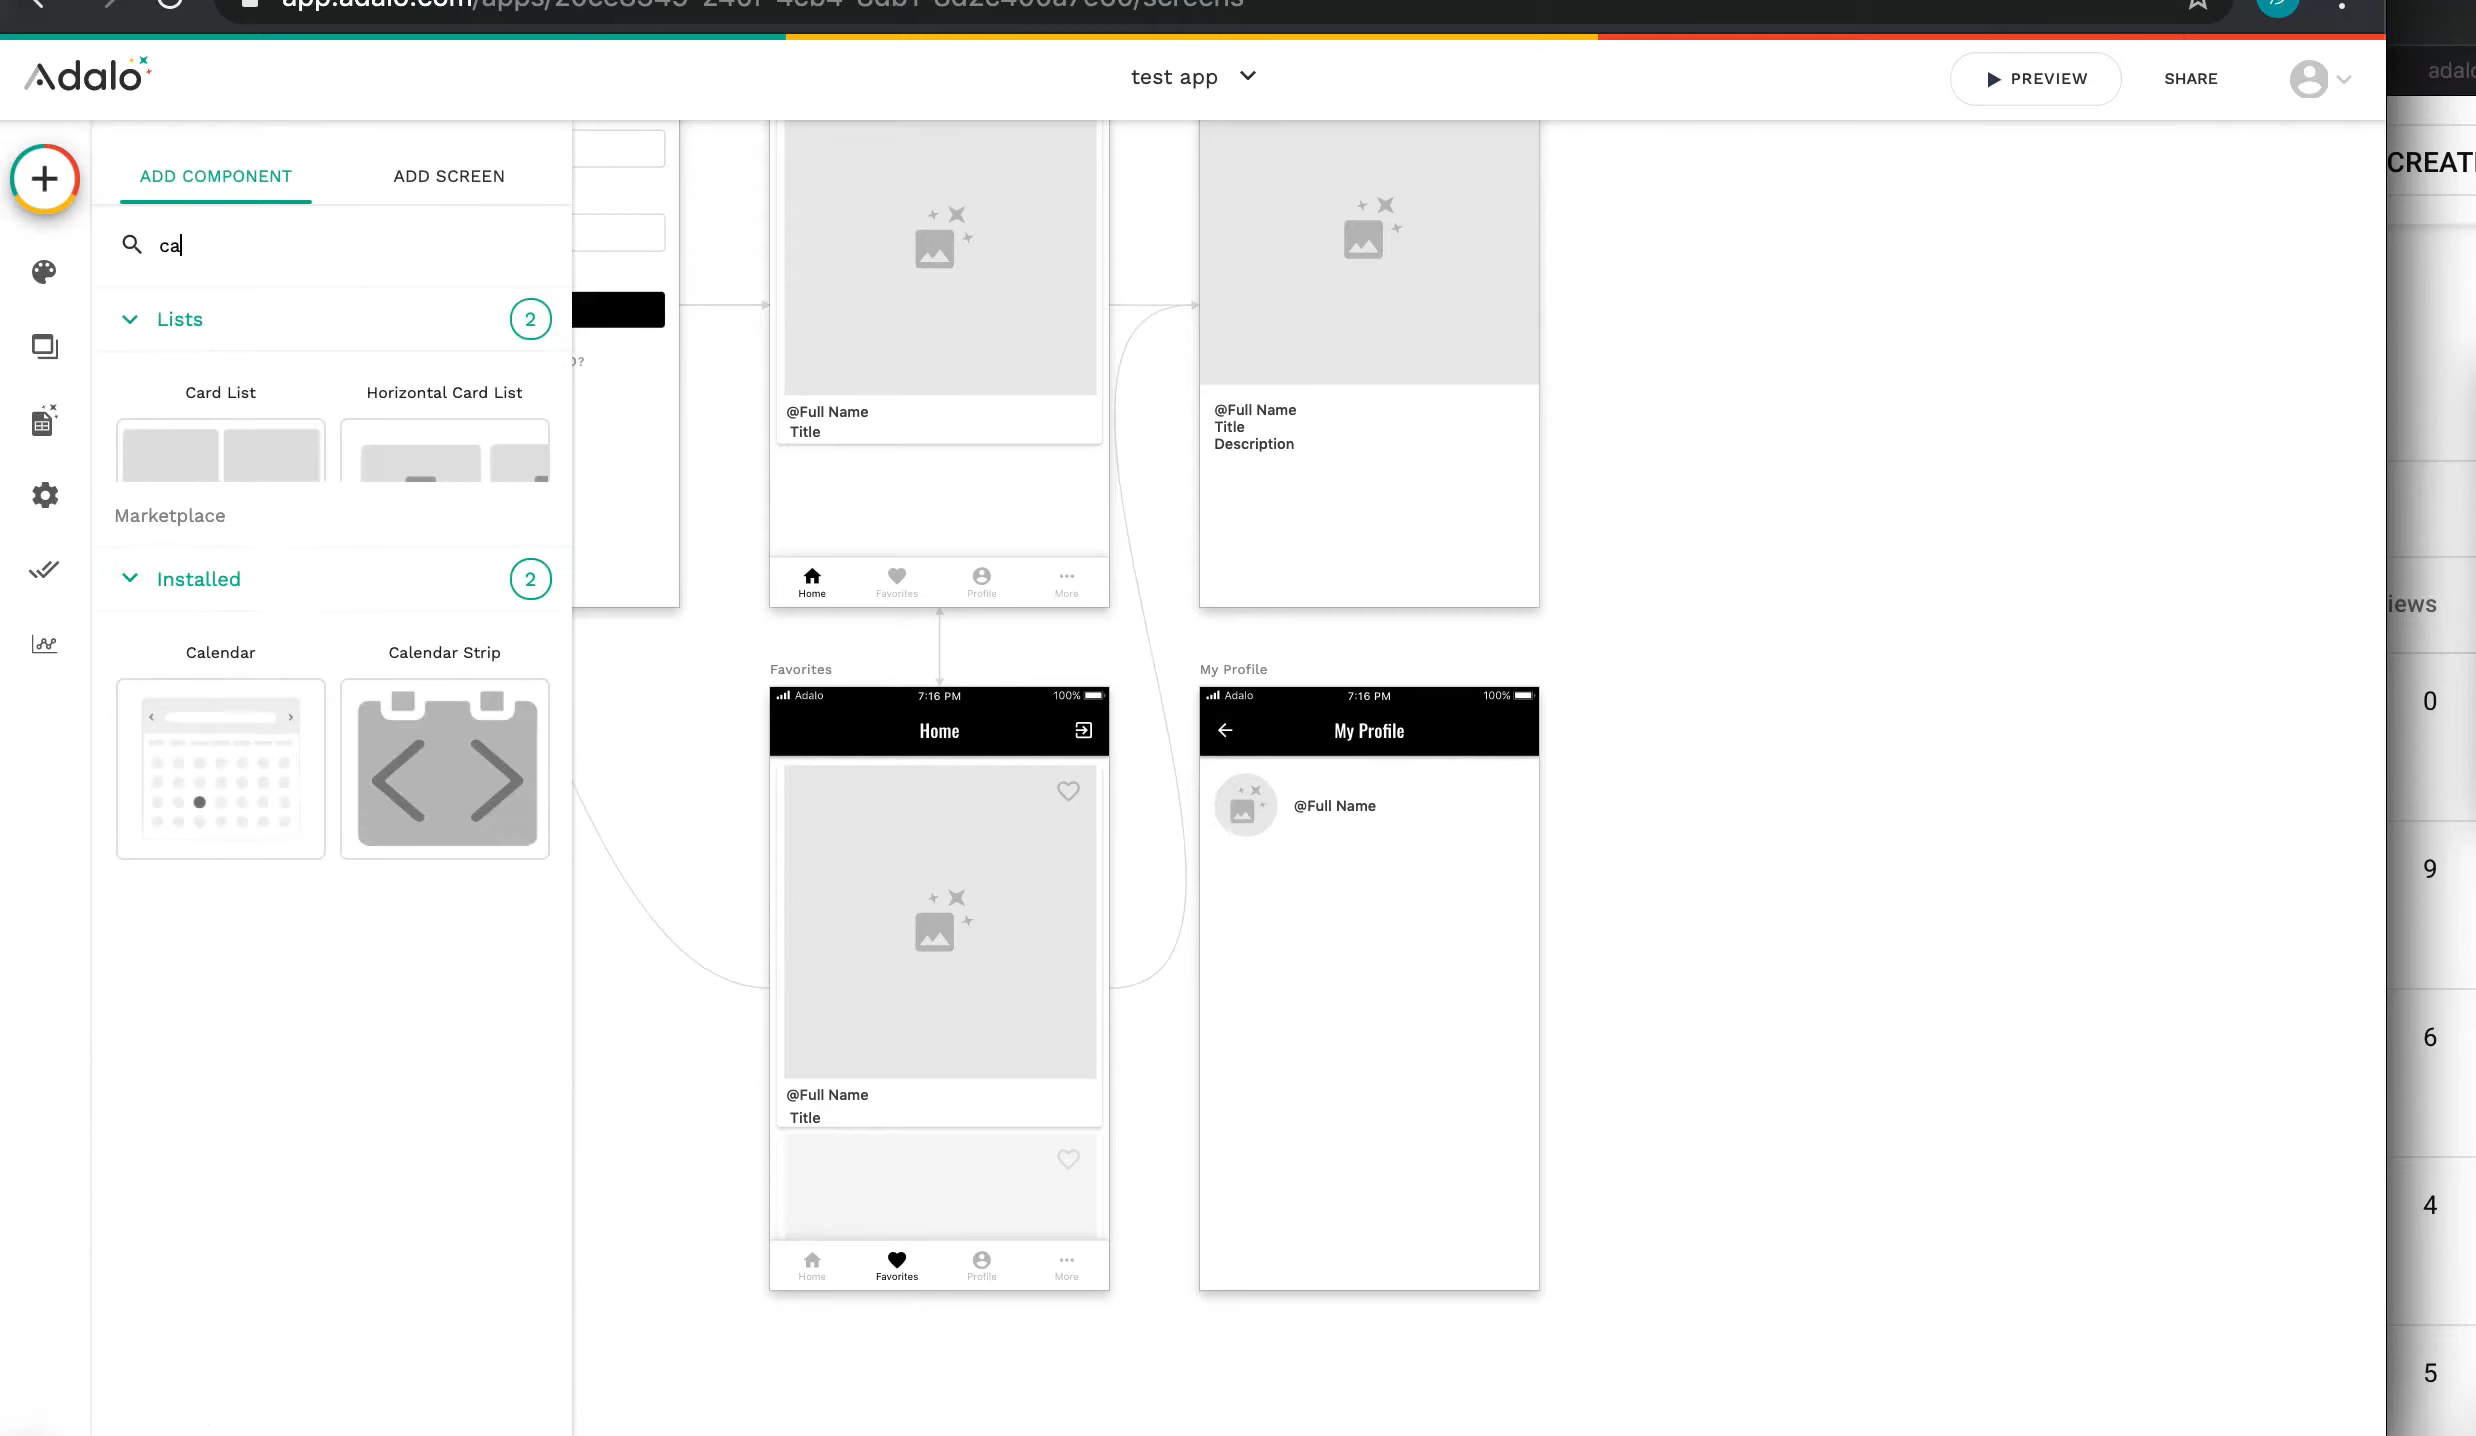 Adalo
test app
PREVIEW
SHARE
adalo
CREAT
ADD COMPONENT
ADD SCREEN
ca
Lists
2
Card List
Horizontal Card List
Marketplace
Installed
2
Calendar
Calendar Strip
@Full Name
Title
Home
Favorites
Profile
More
@Full Name
Title
Description
Favorites
Adalo
7:16 PM
100%
Home
@Full Name
Title
Home
Favorites
Profile
More
My Profile
Adalo
7:16 PM
100%
My Profile
@Full Name
iews
0
9
6
4
5